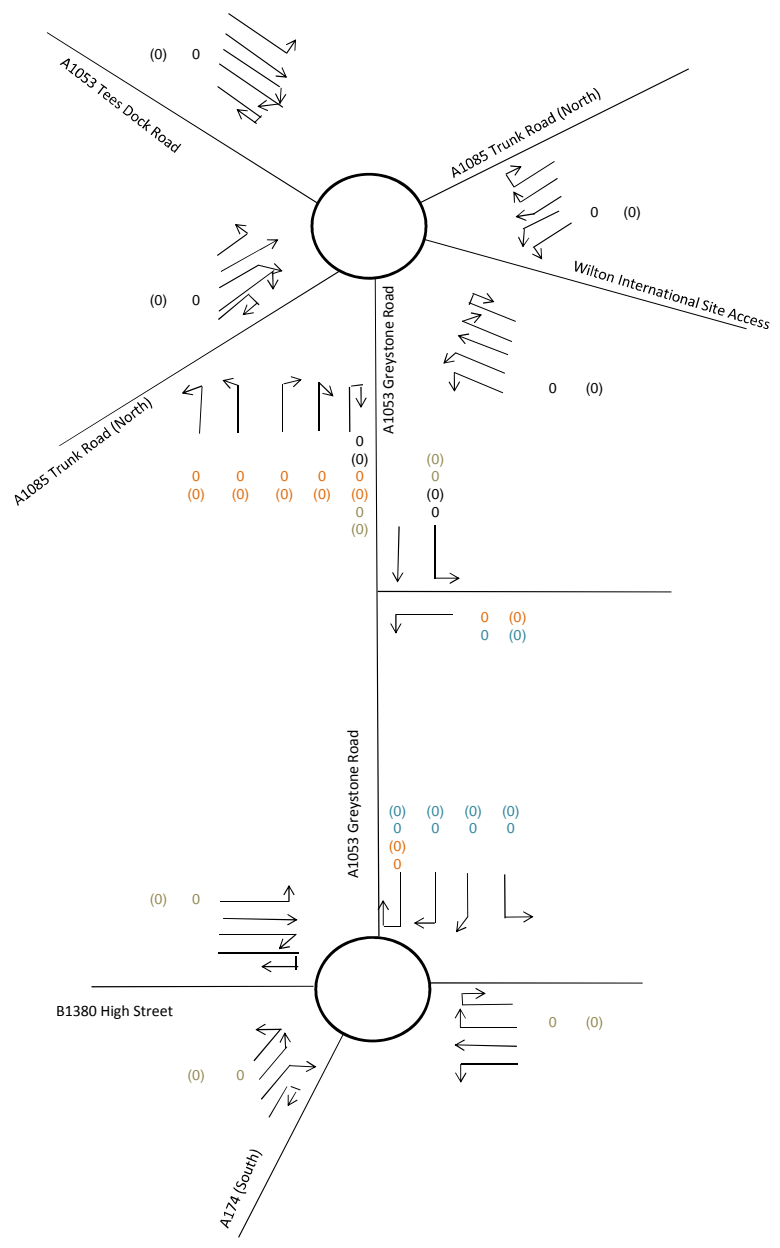 (0) 0
A1053 Tees Dock Road
A1085 Trunk Road (North)
0 (0)
Wilton International Site Access
(0) 0
A1053 Greystone Road
0 (0)
A1085 Trunk Road (North)
0
(0)
0 0 0 0 0
(0) (0) (0) (0) (0)
0
(0)
(0)
0
(0)
0
0 (0)
0 (0)
A1053 Greystone Road
(0) (0) (0) (0)
0 0 0 0
(0)
0
(0) 0
B1380 High Street
0 (0)
(0) 0
A174 (South)